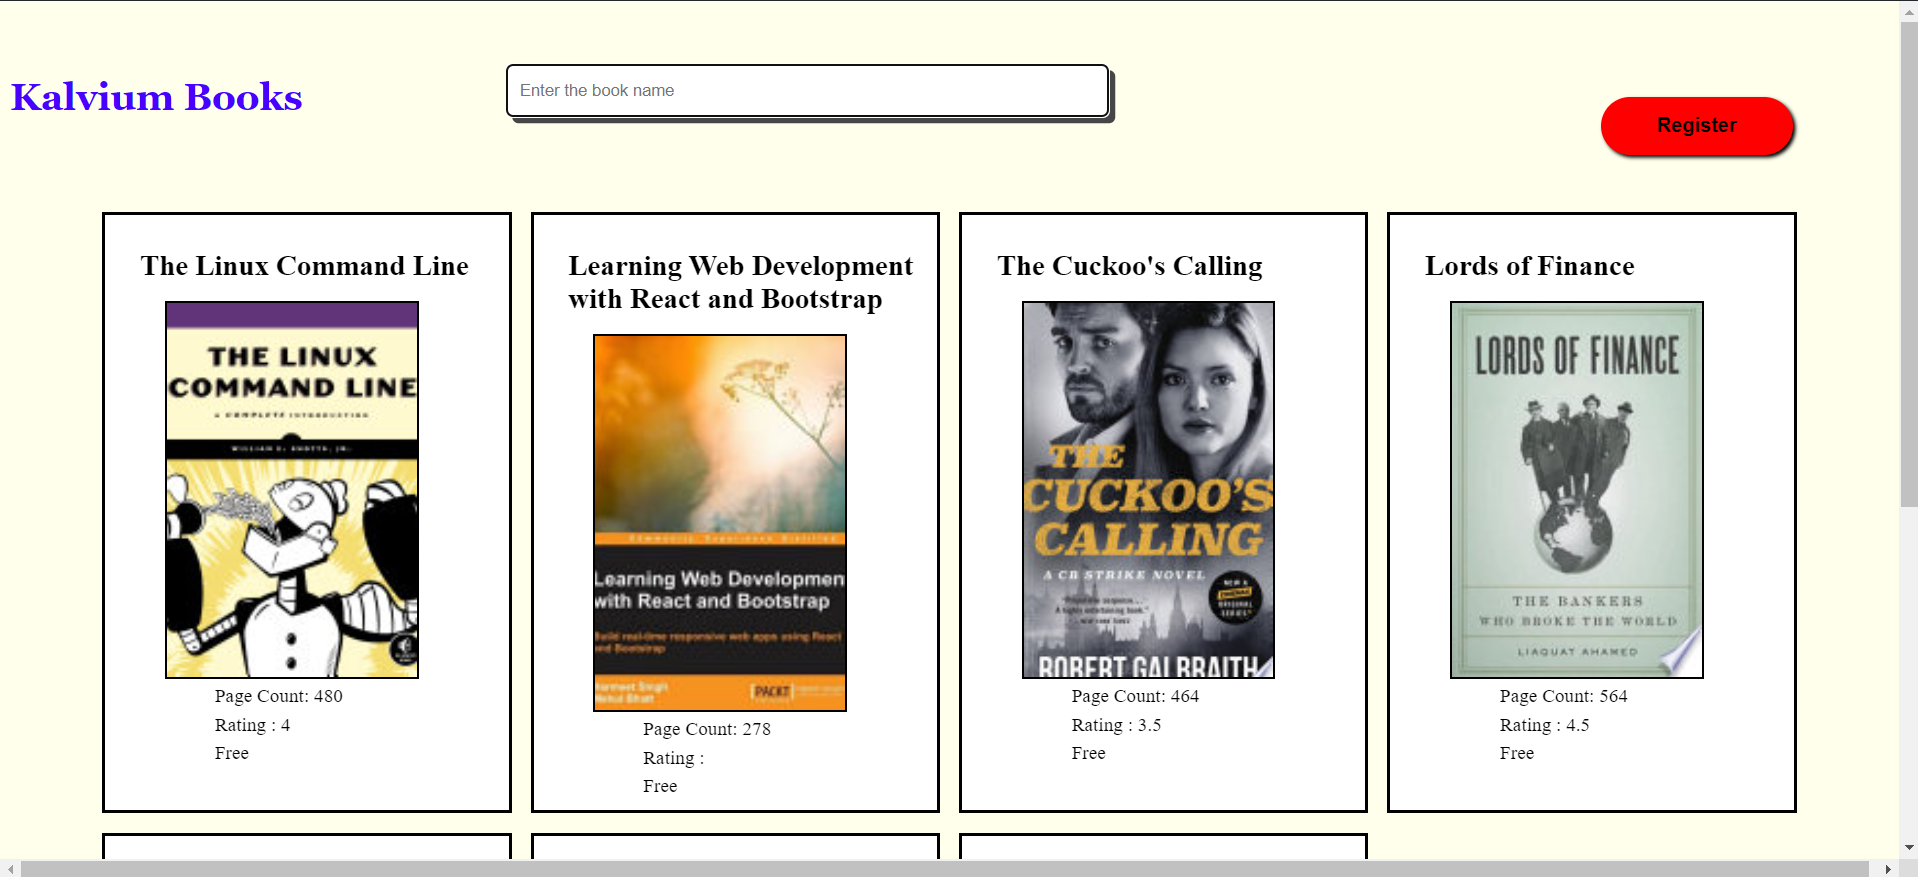 Kalvium Books
Enter the book name
Register
The Linux Command Line
THE LINUX
COMMAND LINE
A COMPLETE INTRODUCTION
WILLIAM E. SHOTTS, JR.
Page Count: 480
Rating : 4
Free
Learning Web Development
with React and Bootstrap
Community Experience Distilled
Learning Web Developmen
with React and Bootstrap
Build real-time responsive web apps using React
and Bootstrap
Harmeet Singh
Mehul Bhatt
PACKT
Page Count: 278
Rating :
Free
The Cuckoo's Calling
THE
CUCKOO'S
CALLING
A CB STRIKE NOVEL
NEW A
ORIGINAL
SERIES
ROBERT GALBRAITH
Page Count: 464
Rating : 3.5
Free
Lords of Finance
LORDS OF FINANCE
THE BANKERS
WHO BROKE THE WORLD
LIAQUAT AHAMED
Page Count: 564
Rating : 4.5
Free